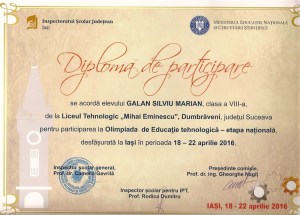 Inspectoratul Școlar Județean
Iași
MINISTERUL EDUCAȚIEI NAȚIONALE
ȘI CERCETĂRII ȘTIINȚIFICE
Diploma de participare
se acordă elevului GALAN SILVIU MARIAN, clasa a VIII-a,
de la Liceul Tehnologic „Mihai Eminescu", Dumbrăveni, județul Suceava
pentru participarea la Olimpiada de Educație tehnologică – etapa națională,
desfășurată la Iași în perioada 18 – 22 aprilie 2016.
Inspector școlar general,
Prof. dr. Camelia Gavrilă
Președinte comisie,
Prof. dr. ing. Gheorghe
Inspector școlar pentru IPT,
Prof. Rodica Dumitru
IAȘI, 18 - 22 aprilie 2016